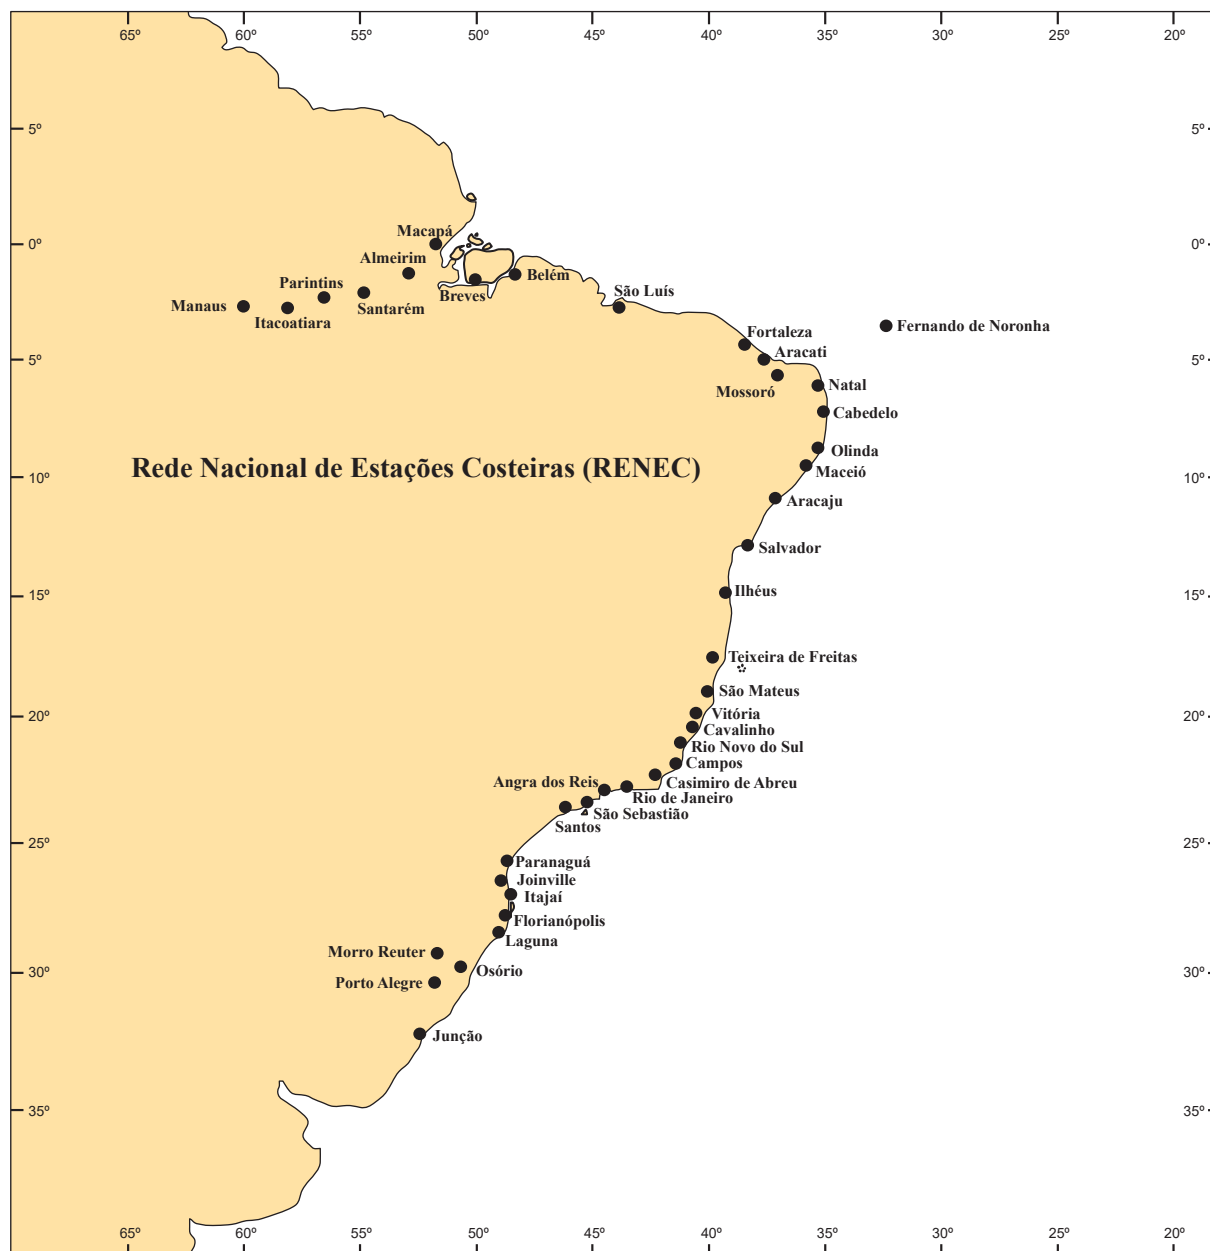 65º 60º 55º 50º 45º 40º 35º 30º 25º 20º
5º 5º
Macapá
0º 0º
Almeirim
Belém
Parintins
São Luís
Breves
Manaus
Santarém
Itacoatiara
Fernando de Noronha
Fortaleza
Aracati
5º 5º
Natal
Mossoró
Cabedelo
Olinda
Rede Nacional de Estações Costeiras (RENEC)
Maceió
10º 10º
Aracaju
Salvador
Ilhéus
15º 15º
Teixeira de Freitas
São Mateus
Vitória
20º 20º
Cavalinho
Rio Novo do Sul
Campos
Angra dos Reis
Casimiro de Abreu
Rio de Janeiro
São Sebastião
Santos
25º 25º
Paranaguá
Joinville
Itajaí
Florianópolis
Laguna
Morro Reuter
Osório
30º 30º
Porto Alegre
Junção
35º 35º
65º 60º 55º 50º 45º 40º 35º 30º 25º 20º